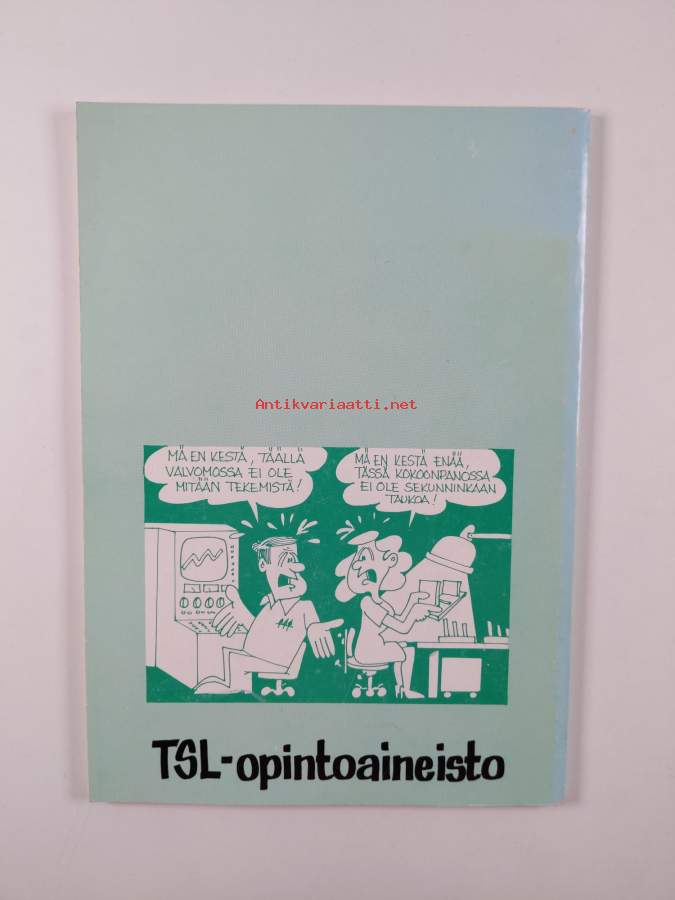 Antikvariaatti.net
MÄ EN KESTÄ, TÄÄLLÄ
VALVOMOSSA EI OLE
MITÄÄN TEKEMISTÄ!
MÄ EN KESTÄ ENÄÄ,
TÄSSÄ KOKOONPANOSSA
EI OLE SEKUNNINKAAN
TAUKOA!
TSL-opintoaineisto